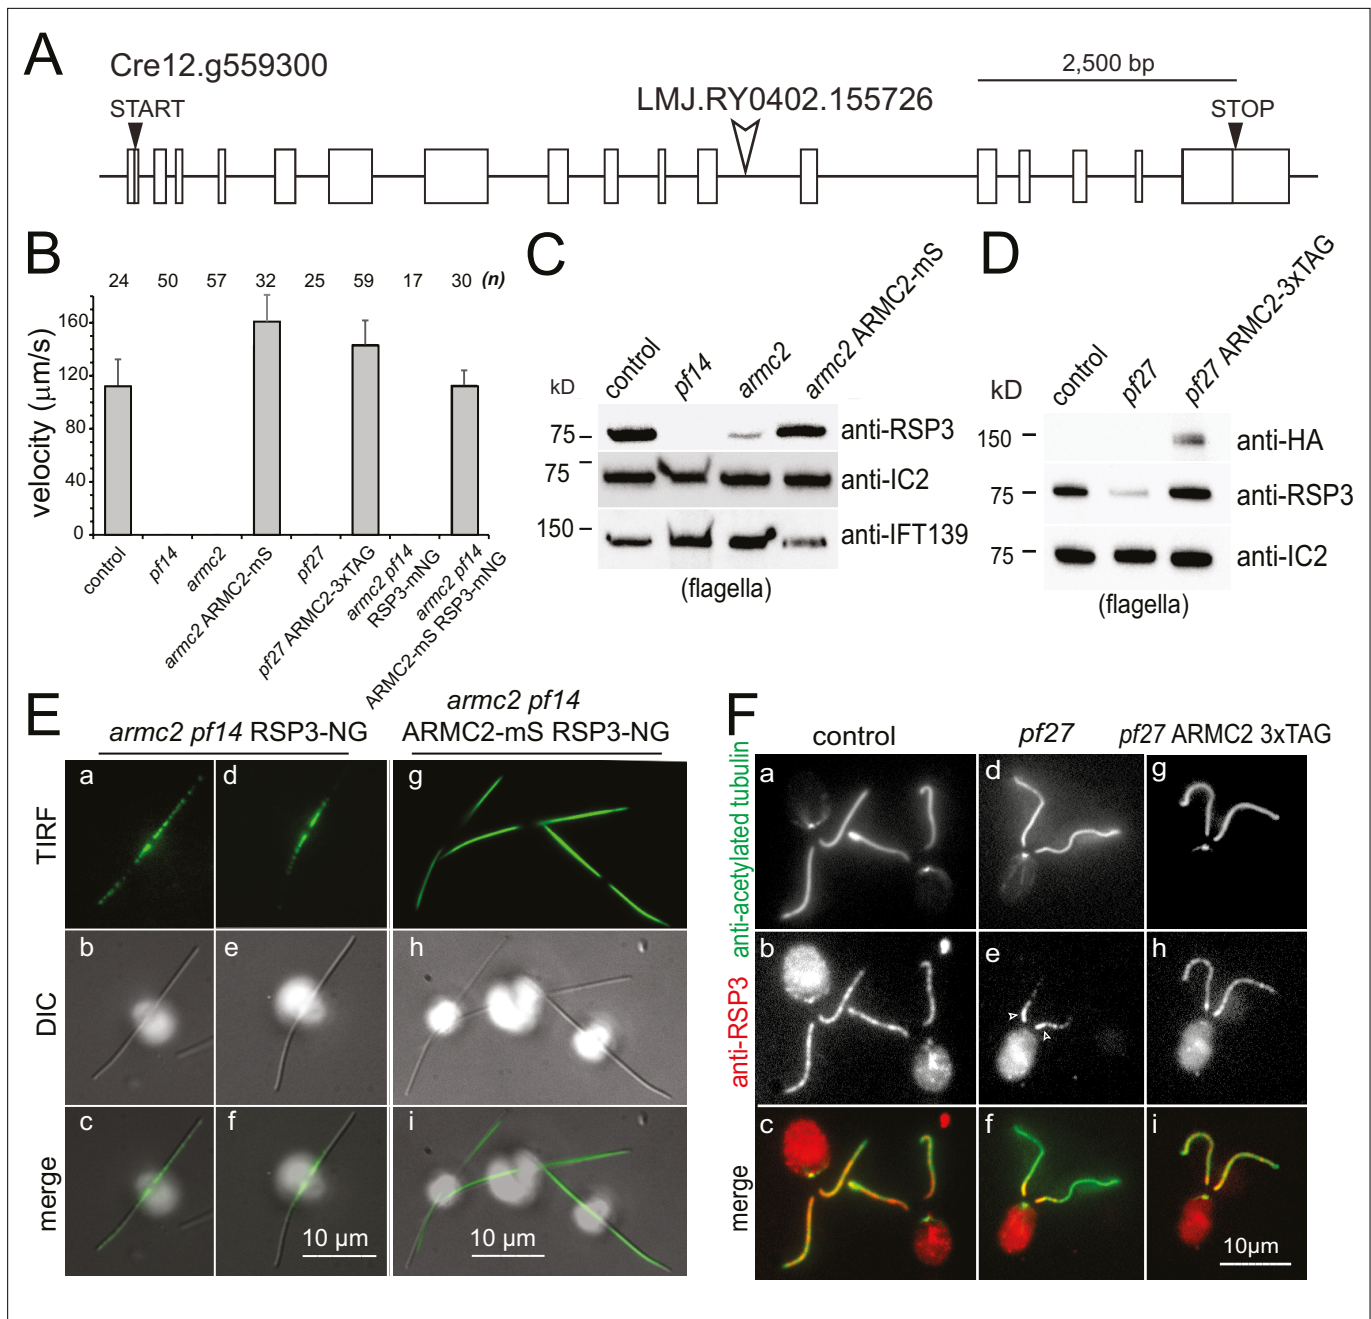 A
Cre12.g559300
START
LMJ.RY0402.155726
2,500 bp
STOP
B
24 50 57 32 25 59 17 30 (n)
velocity (µm/s)
160
120
80
40
0
control
pf14
armc2
armc2 ARMC2-mS
pf27
pf27 ARMC2-3xTAG
armc2 pf14
RSP3-mNG
armc2 pf14
ARMC2-mS RSP3-mNG
C
kD
control
pf14
armc2
armc2 ARMC2-mS
75
anti-RSP3
75
anti-IC2
150
anti-IFT139
(flagella)
D
kD
control
pf27
pf27 ARMC2-3xTAG
150
anti-HA
75
anti-RSP3
75
anti-IC2
(flagella)
E
armc2 pf14 RSP3-NG
armc2 pf14
ARMC2-mS RSP3-NG
TIRF
a
d
g
DIC
b
e
h
merge
c
f
i
10 µm
10 µm
F
control
pf27
pf27 ARMC2 3xTAG
anti-acetylated tubulin
a
d
g
anti-RSP3
b
e
h
merge
c
f
i
10µm